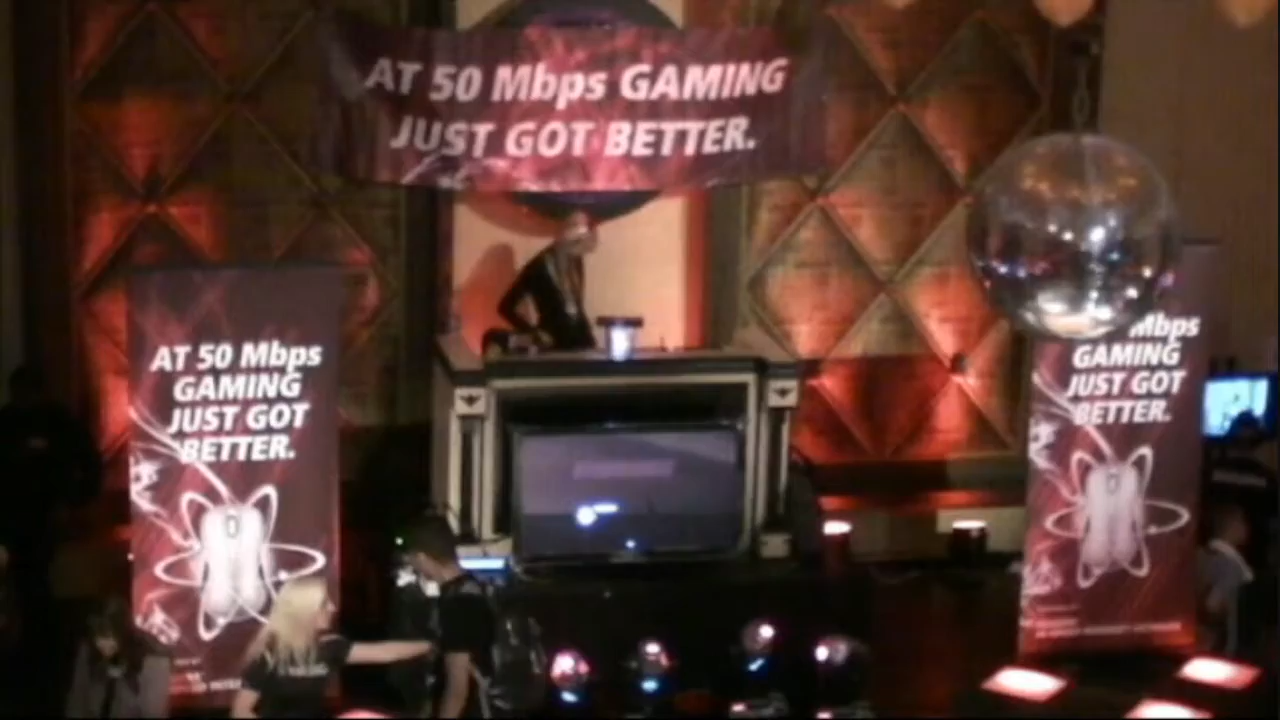 AT 50 Mbps GAMING
JUST GOT BETTER.
AT 50 Mbps
GAMING
JUST GOT
BETTER.
Mbps
GAMING
JUST GOT
BETTER.